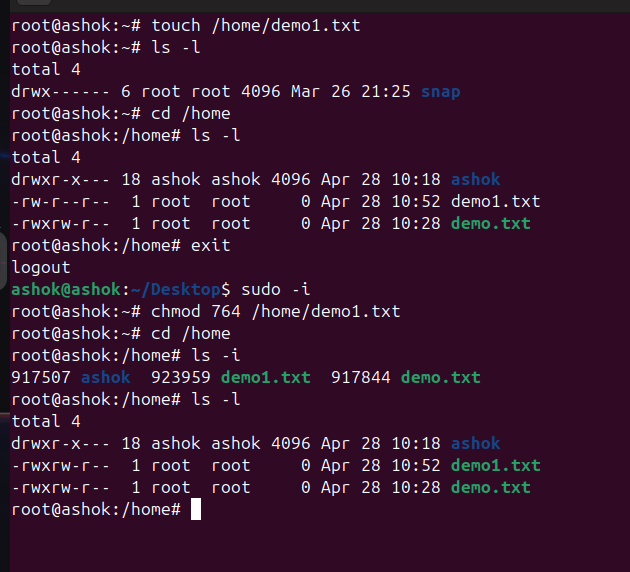 root@ashok:~# touch /home/demo1.txt
root@ashok:~# ls -l
total 4
drwx------ 6 root root 4096 Mar 26 21:25 snap
root@ashok:~# cd /home
root@ashok:/home# ls -l
total 4
drwxr-x--- 18 ashok ashok 4096 Apr 28 10:18 ashok
-rw-r--r--  1 root  root     0 Apr 28 10:52 demo1.txt
-rwxrw-r--  1 root  root     0 Apr 28 10:28 demo.txt
root@ashok:/home# exit
logout
ashok@ashok:~/Desktop$ sudo -i
root@ashok:~# chmod 764 /home/demo1.txt
root@ashok:~# cd /home
root@ashok:/home# ls -i
917507 ashok  923959 demo1.txt  917844 demo.txt
root@ashok:/home# ls -l
total 4
drwxr-x--- 18 ashok ashok 4096 Apr 28 10:18 ashok
-rwxrw-r--  1 root  root     0 Apr 28 10:52 demo1.txt
-rwxrw-r--  1 root  root     0 Apr 28 10:28 demo.txt
root@ashok:/home#